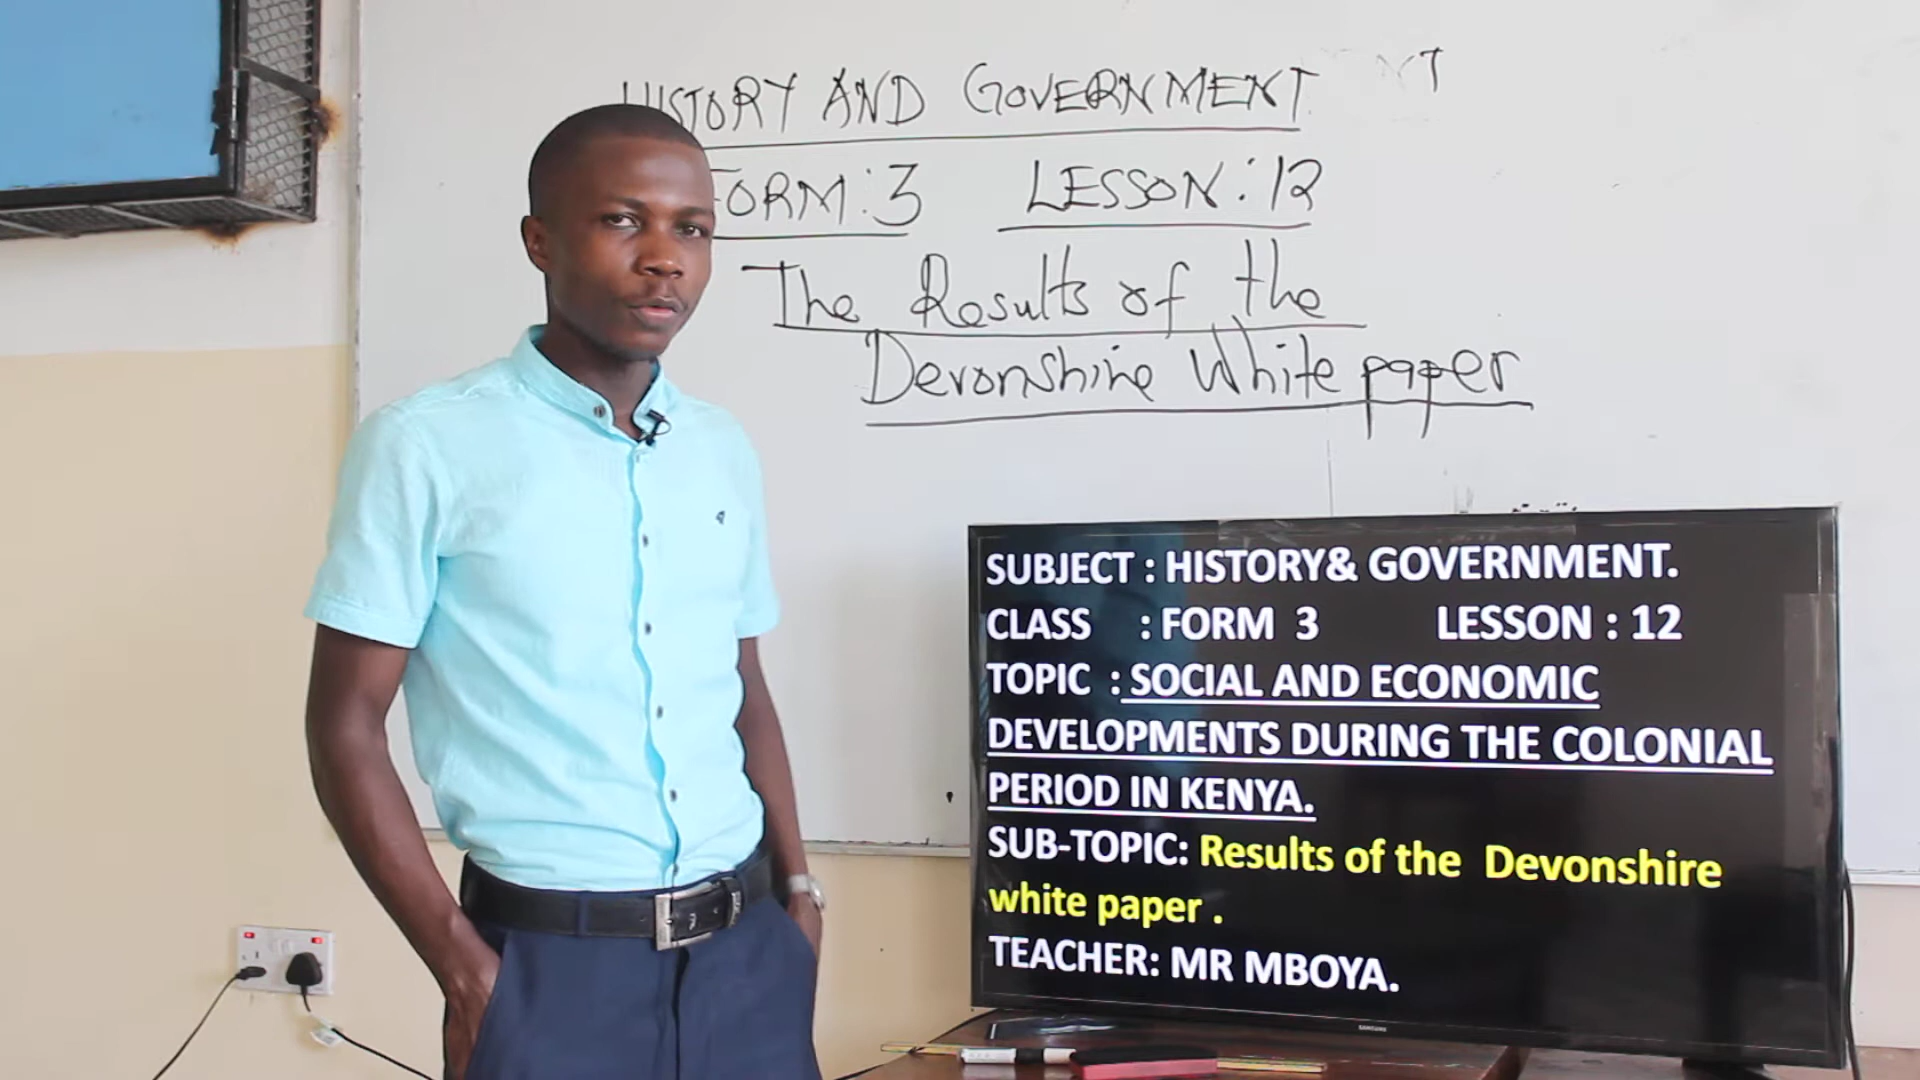 HISTORY AND GOVERNMENT
FORM : 3 LESSON : 12
The Results of the
Devonshire White paper
SUBJECT : HISTORY& GOVERNMENT.
CLASS : FORM 3 LESSON : 12
TOPIC : SOCIAL AND ECONOMIC
DEVELOPMENTS DURING THE COLONIAL
PERIOD IN KENYA.
SUB-TOPIC: Results of the Devonshire
white paper .
TEACHER: MR MBOYA.
SAMSUNG